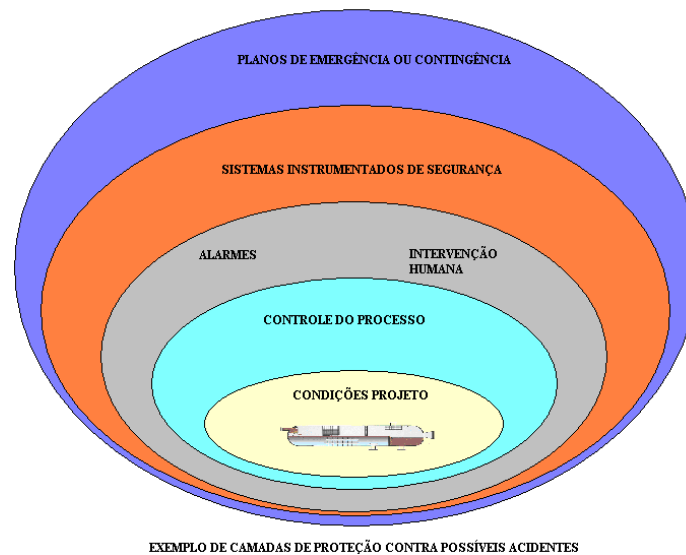 PLANOS DE EMERGÊNCIA OU CONTINGÊNCIA
SISTEMAS INSTRUMENTADOS DE SEGURANÇA
ALARMES
INTERVENÇÃO
HUMANA
CONTROLE DO PROCESSO
CONDIÇÕES PROJETO
EXEMPLO DE CAMADAS DE PROTEÇÃO CONTRA POSSÍVEIS ACIDENTES